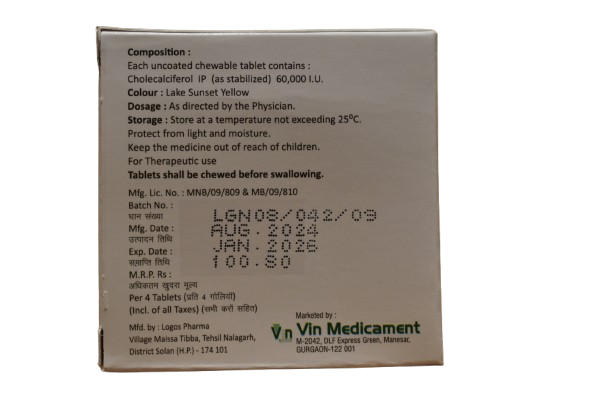 Composition :
Each uncoated chewable tablet contains :
Cholecalciferol IP (as stabilized) 60,000 I.U.
Colour : Lake Sunset Yellow
Dosage : As directed by the Physician.
Storage : Store at a temperature not exceeding 25⁰C.
Protect from light and moisture.
Keep the medicine out of reach of children.
For Therapeutic use
Tablets shall be chewed before swallowing.
Mfg. Lic. No. : MNB/09/809 & MB/09/810
Batch No. :
घान संख्या
LGN08/042/09
Mfg. Date :
AUG.2024
उत्पादन तिथि
JAN.2026
Exp. Date :
समाप्ति तिथि
100.80
M.R.P. Rs :
अधिकतम खुदरा मूल्य
Per 4 Tablets (प्रति 4 गोलियाँ)
(Incl. of all Taxes) (सभी करों सहित)
Mfd. by : Logos Pharma
Village Maissa Tibba, Tehsil Nalagarh,
District Solan (H.P.) - 174 101
Marketed by :
Vin Vin Medicament
M-2042, DLF Express Green, Manesar,
GURGAON-122 001